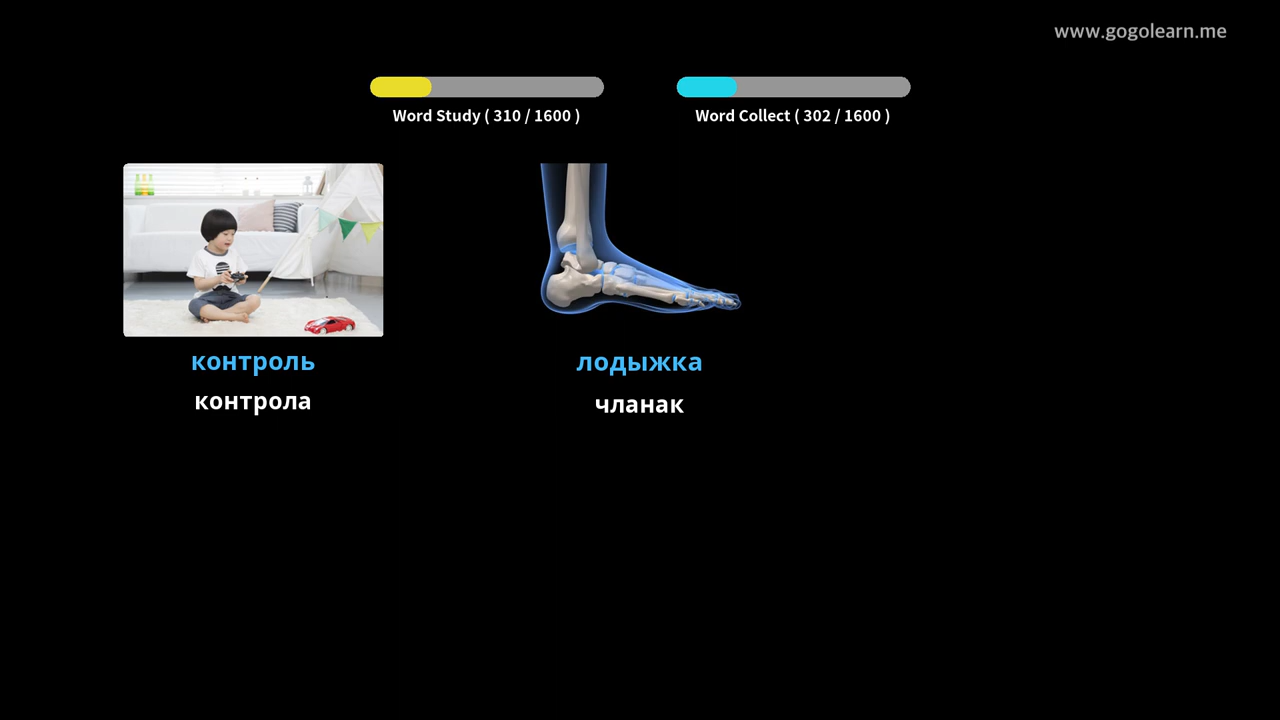 www.gogolearn.me
Word Study ( 310 / 1600 )
Word Collect ( 302 / 1600 )
контроль
лодыжка
контрола
чланак